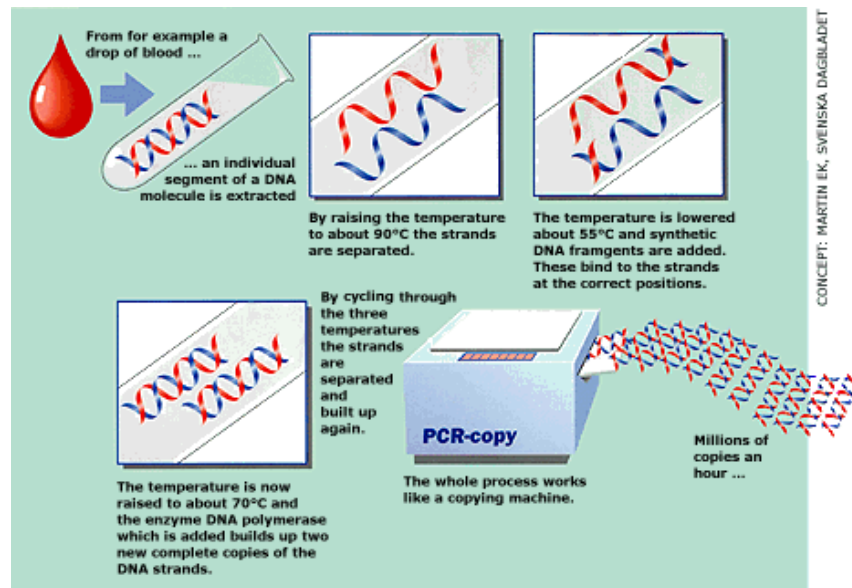 From for example a
drop of blood ...
... an individual
segment of a DNA
molecule is extracted
By raising the temperature
to about 90°C the strands
are separated.
The temperature is lowered
about 55°C and synthetic
DNA framgents are added.
These bind to the strands
at the correct positions.
The temperature is now
raised to about 70°C and
the enzyme DNA polymerase
which is added builds up two
new complete copies of the
DNA strands.
By cycling through
the three
temperatures
the strands
are
separated
and
built up
again.
PCR-copy
The whole process works
like a copying machine.
Millions of
copies an
hour ...
CONCEPT: MARTIN EK, SVENSKA DAGBLADET